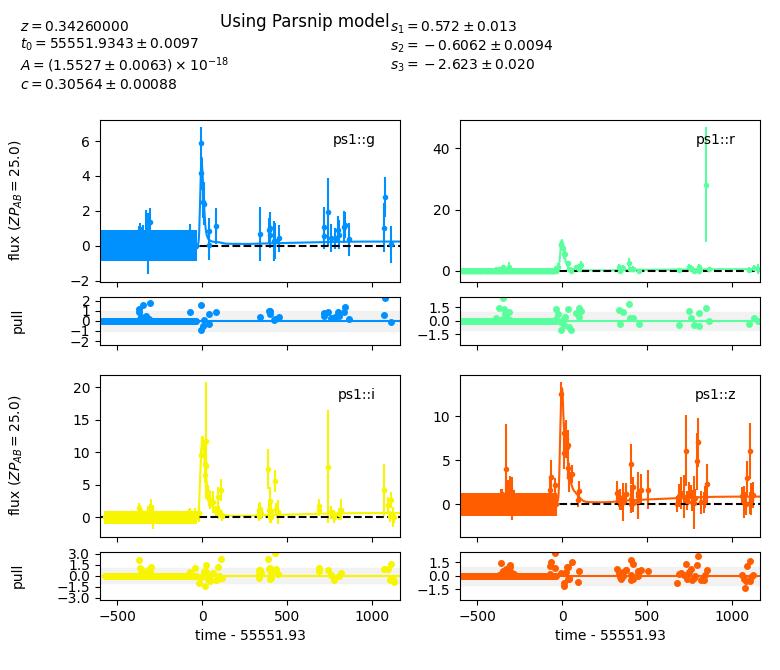 Using Parsnip model
z = 0.34260000
t₀ = 55551.9343 ± 0.0097
A = (1.5527 ± 0.0063) × 10⁻¹⁸
c = 0.30564 ± 0.00088
s₁ = 0.572 ± 0.013
s₂ = −0.6062 ± 0.0094
s₃ = −2.623 ± 0.020
ps1::g
flux (ZP_AB = 25.0)
6
4
2
0
−2
ps1::r
40
20
0
pull
2
1
0
−1
−2
1.5
0.0
−1.5
ps1::i
flux (ZP_AB = 25.0)
20
15
10
5
0
ps1::z
10
5
0
pull
3.0
1.5
0.0
−1.5
−3.0
1.5
0.0
−1.5
−500
0
500
1000
time - 55551.93
−500
0
500
1000
time - 55551.93